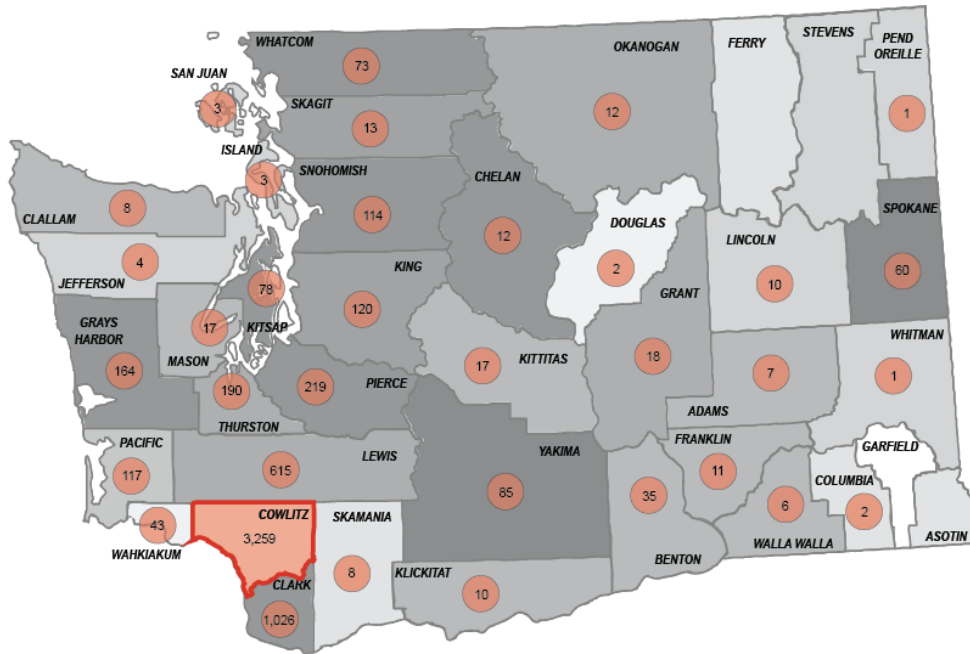 WHATCOM
73
OKANOGAN
12
FERRY
STEVENS
PEND
OREILLE
1
SAN JUAN
3
SKAGIT
13
ISLAND
3
SNOHOMISH
114
CHELAN
12
CLALLAM
8
DOUGLAS
2
SPOKANE
60
LINCOLN
10
JEFFERSON
4
KING
120
GRANT
18
KITSAP
78
GRAYS
HARBOR
164
MASON
17
KITTITAS
17
WHITMAN
1
PIERCE
219
THURSTON
190
ADAMS
7
PACIFIC
117
LEWIS
615
YAKIMA
85
FRANKLIN
11
GARFIELD
COLUMBIA
2
BENTON
35
WALLA WALLA
6
ASOTIN
WAHKIAKUM
43
COWLITZ
3,259
SKAMANIA
8
KLICKITAT
10
CLARK
1,026